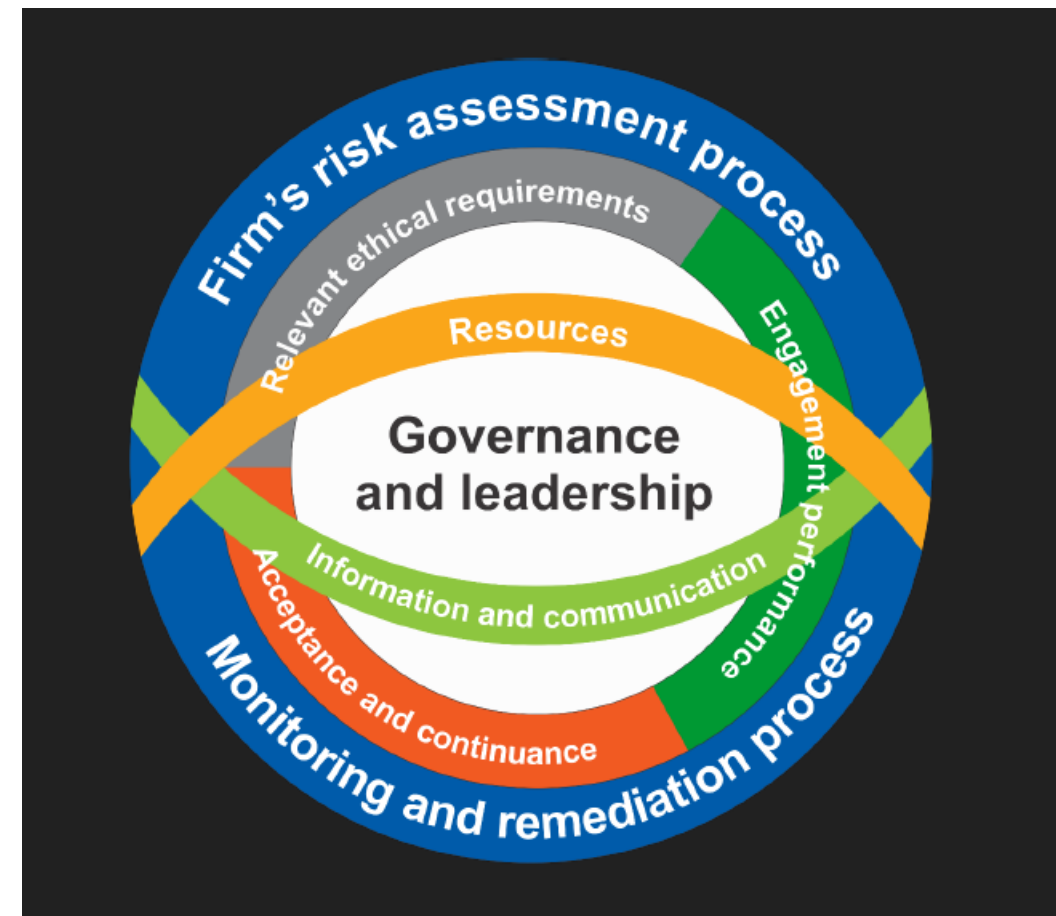 Firm's risk assessment process
Relevant ethical requirements
Resources
Engagement performance
Governance
and leadership
Information and communication
Acceptance and continuance
Monitoring and remediation process